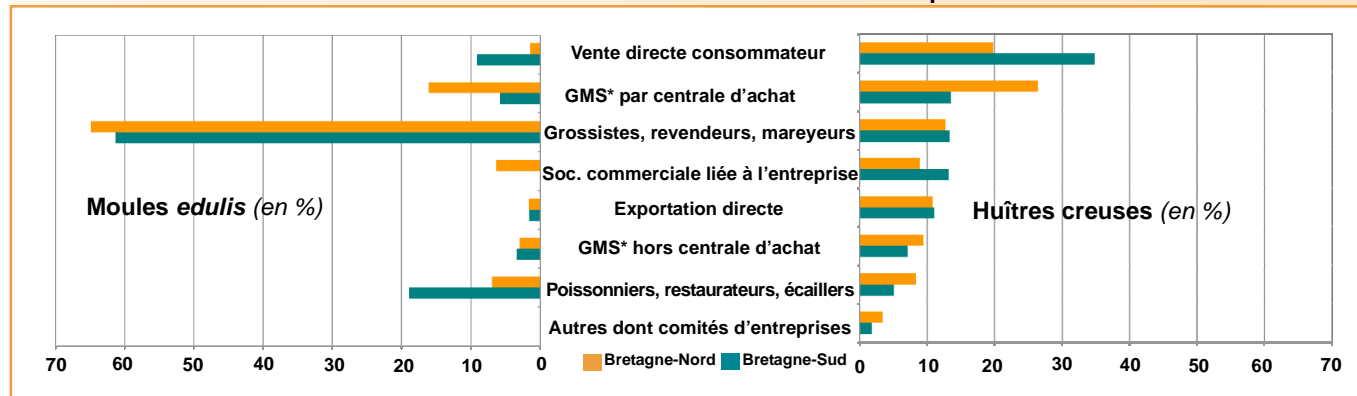 Vente directe consommateur
GMS* par centrale d'achat
Grossistes, revendeurs, mareyeurs
Soc. commerciale liée à l'entreprise
Moules edulis (en %)
Exportation directe
Huîtres creuses (en %)
GMS* hors centrale d'achat
Poissonniers, restaurateurs, écaillers
Autres dont comités d'entreprises
70 60 50 40 30 20 10 0
Bretagne-Nord Bretagne-Sud
0 10 20 30 40 50 60 70